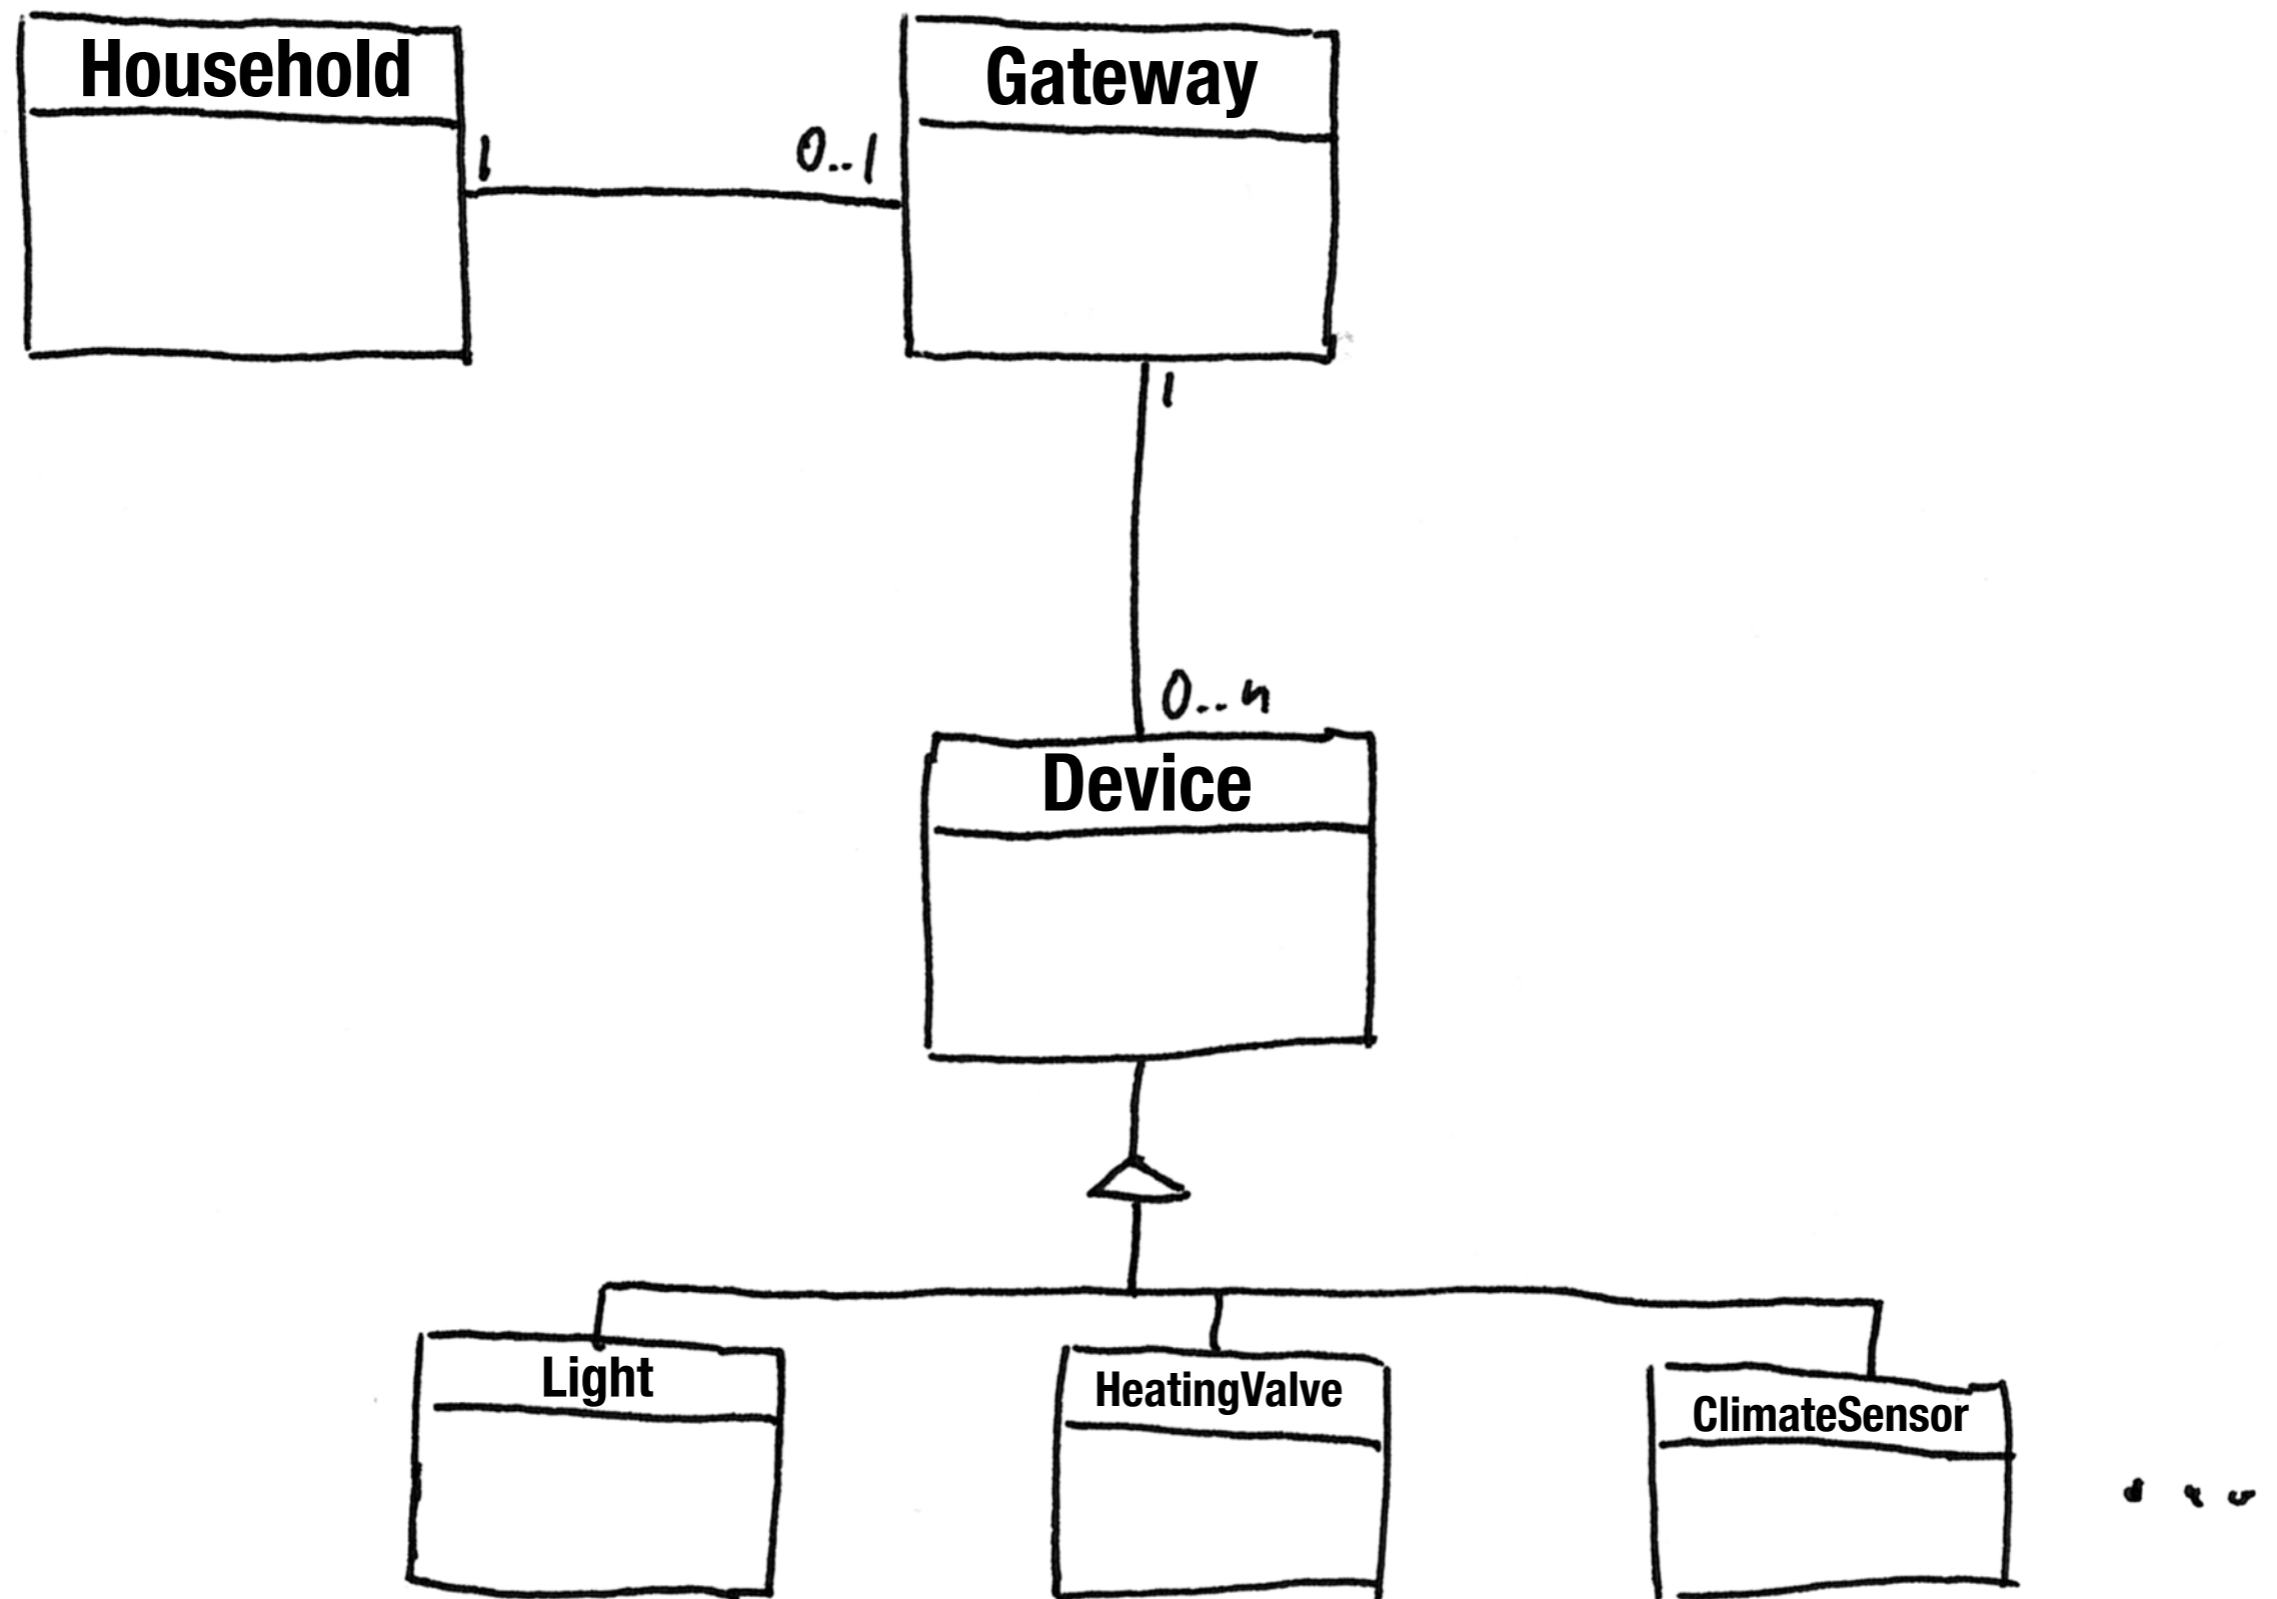 Household
Gateway
1
0..1
1
0...n
Device
Light
HeatingValve
ClimateSensor
...